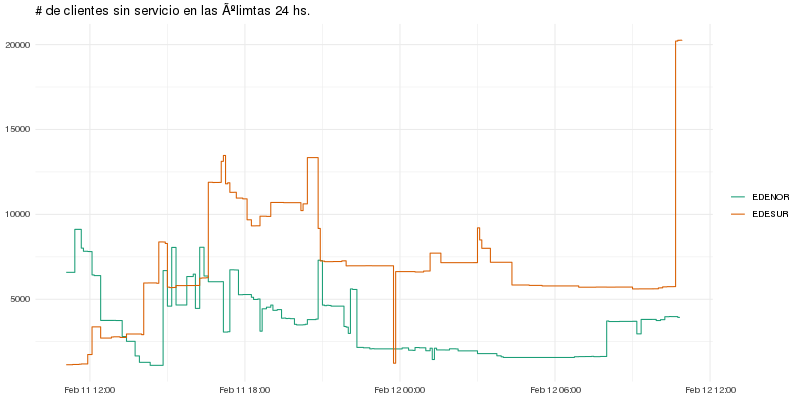 # de clientes sin servicio en las Ãºlimtas 24 hs.
20000
15000
10000
5000
Feb 11 12:00
Feb 11 18:00
Feb 12 00:00
Feb 12 06:00
Feb 12 12:00
EDENOR
EDESUR